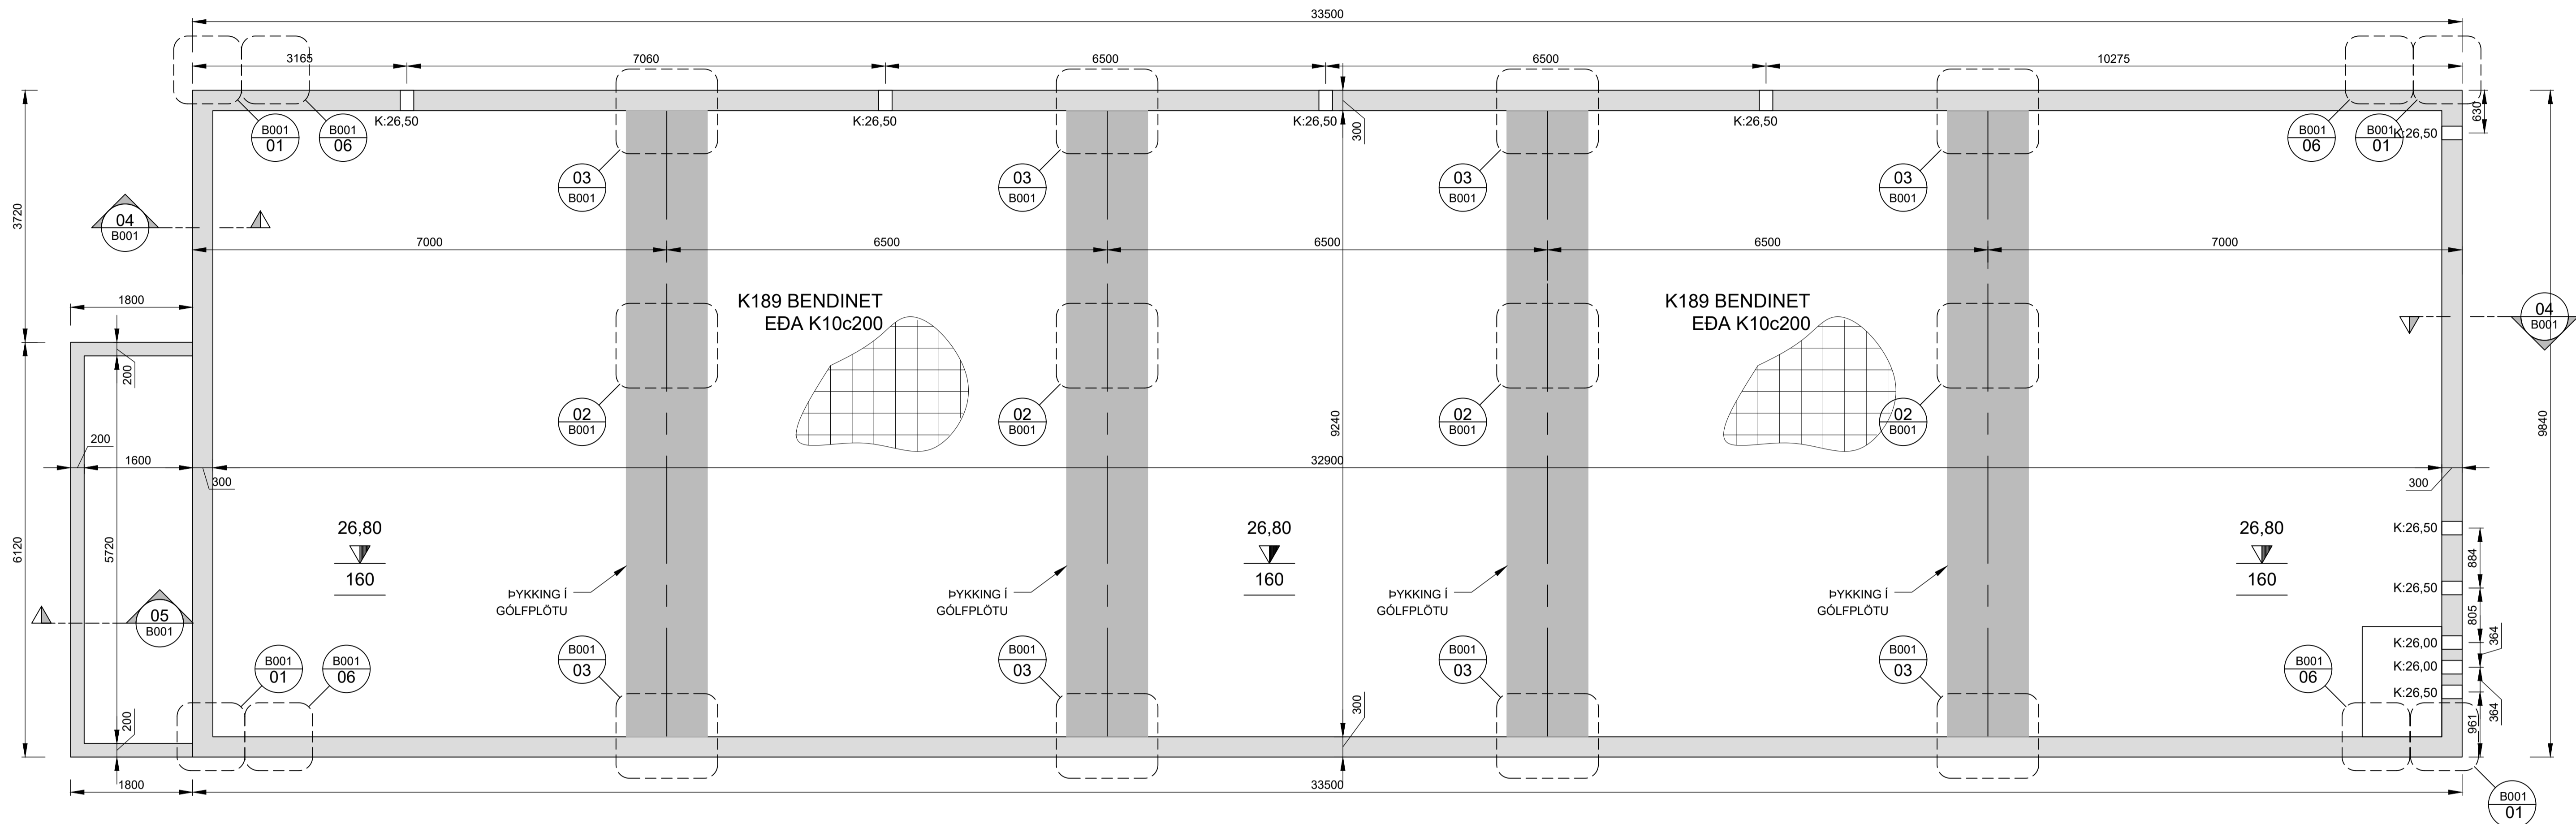 33500
3165 7060 6500 6500 10275
B001 01
B001 06
K:26,50 K:26,50 K:26,50 K:26,50
300
B001 06
B001 01
K:26,50
630
03 B001
03 B001
03 B001
03 B001
3720
04 B001
7000 6500 6500 6500 7000
K189 BENDINET
EÐA K10c200
K189 BENDINET
EÐA K10c200
04 B001
1800
200
02 B001
02 B001
02 B001
02 B001
9240
9840
200
1600
32900
300
300
6120
5720
26,80
160
26,80
160
26,80
160
K:26,50
884
K:26,50
805
ÞYKKING Í
GÓLFPLÖTU
ÞYKKING Í
GÓLFPLÖTU
ÞYKKING Í
GÓLFPLÖTU
ÞYKKING Í
GÓLFPLÖTU
05 B001
K:26,00
364
K:26,00
K:26,50
364
961
B001 01
B001 06
B001 03
B001 03
B001 03
B001 03
B001 06
200
300
1800
33500
B001 01